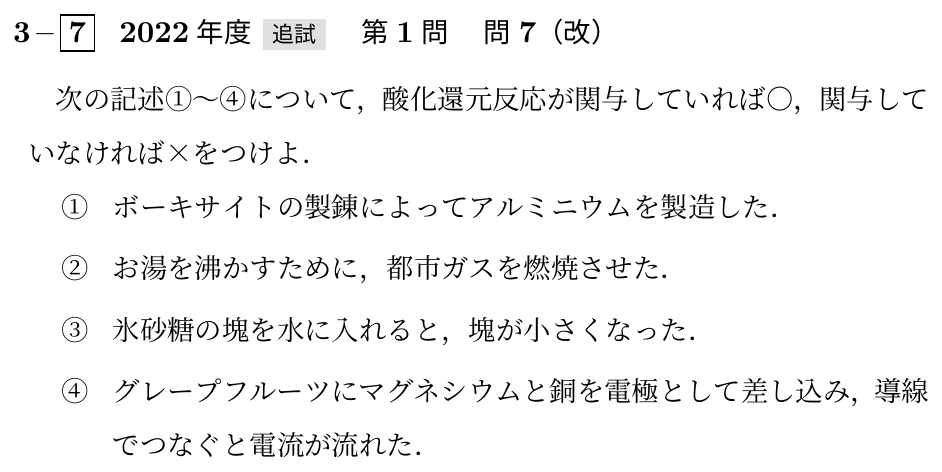 3－7 2022年度 追試 第1問 問7（改）
次の記述①～④について，酸化還元反応が関与していれば○，関与して
いなければ×をつけよ．
① ボーキサイトの製錬によってアルミニウムを製造した．
② お湯を沸かすために，都市ガスを燃焼させた．
③ 氷砂糖の塊を水に入れると，塊が小さくなった．
④ グレープフルーツにマグネシウムと銅を電極として差し込み，導線
でつなぐと電流が流れた．